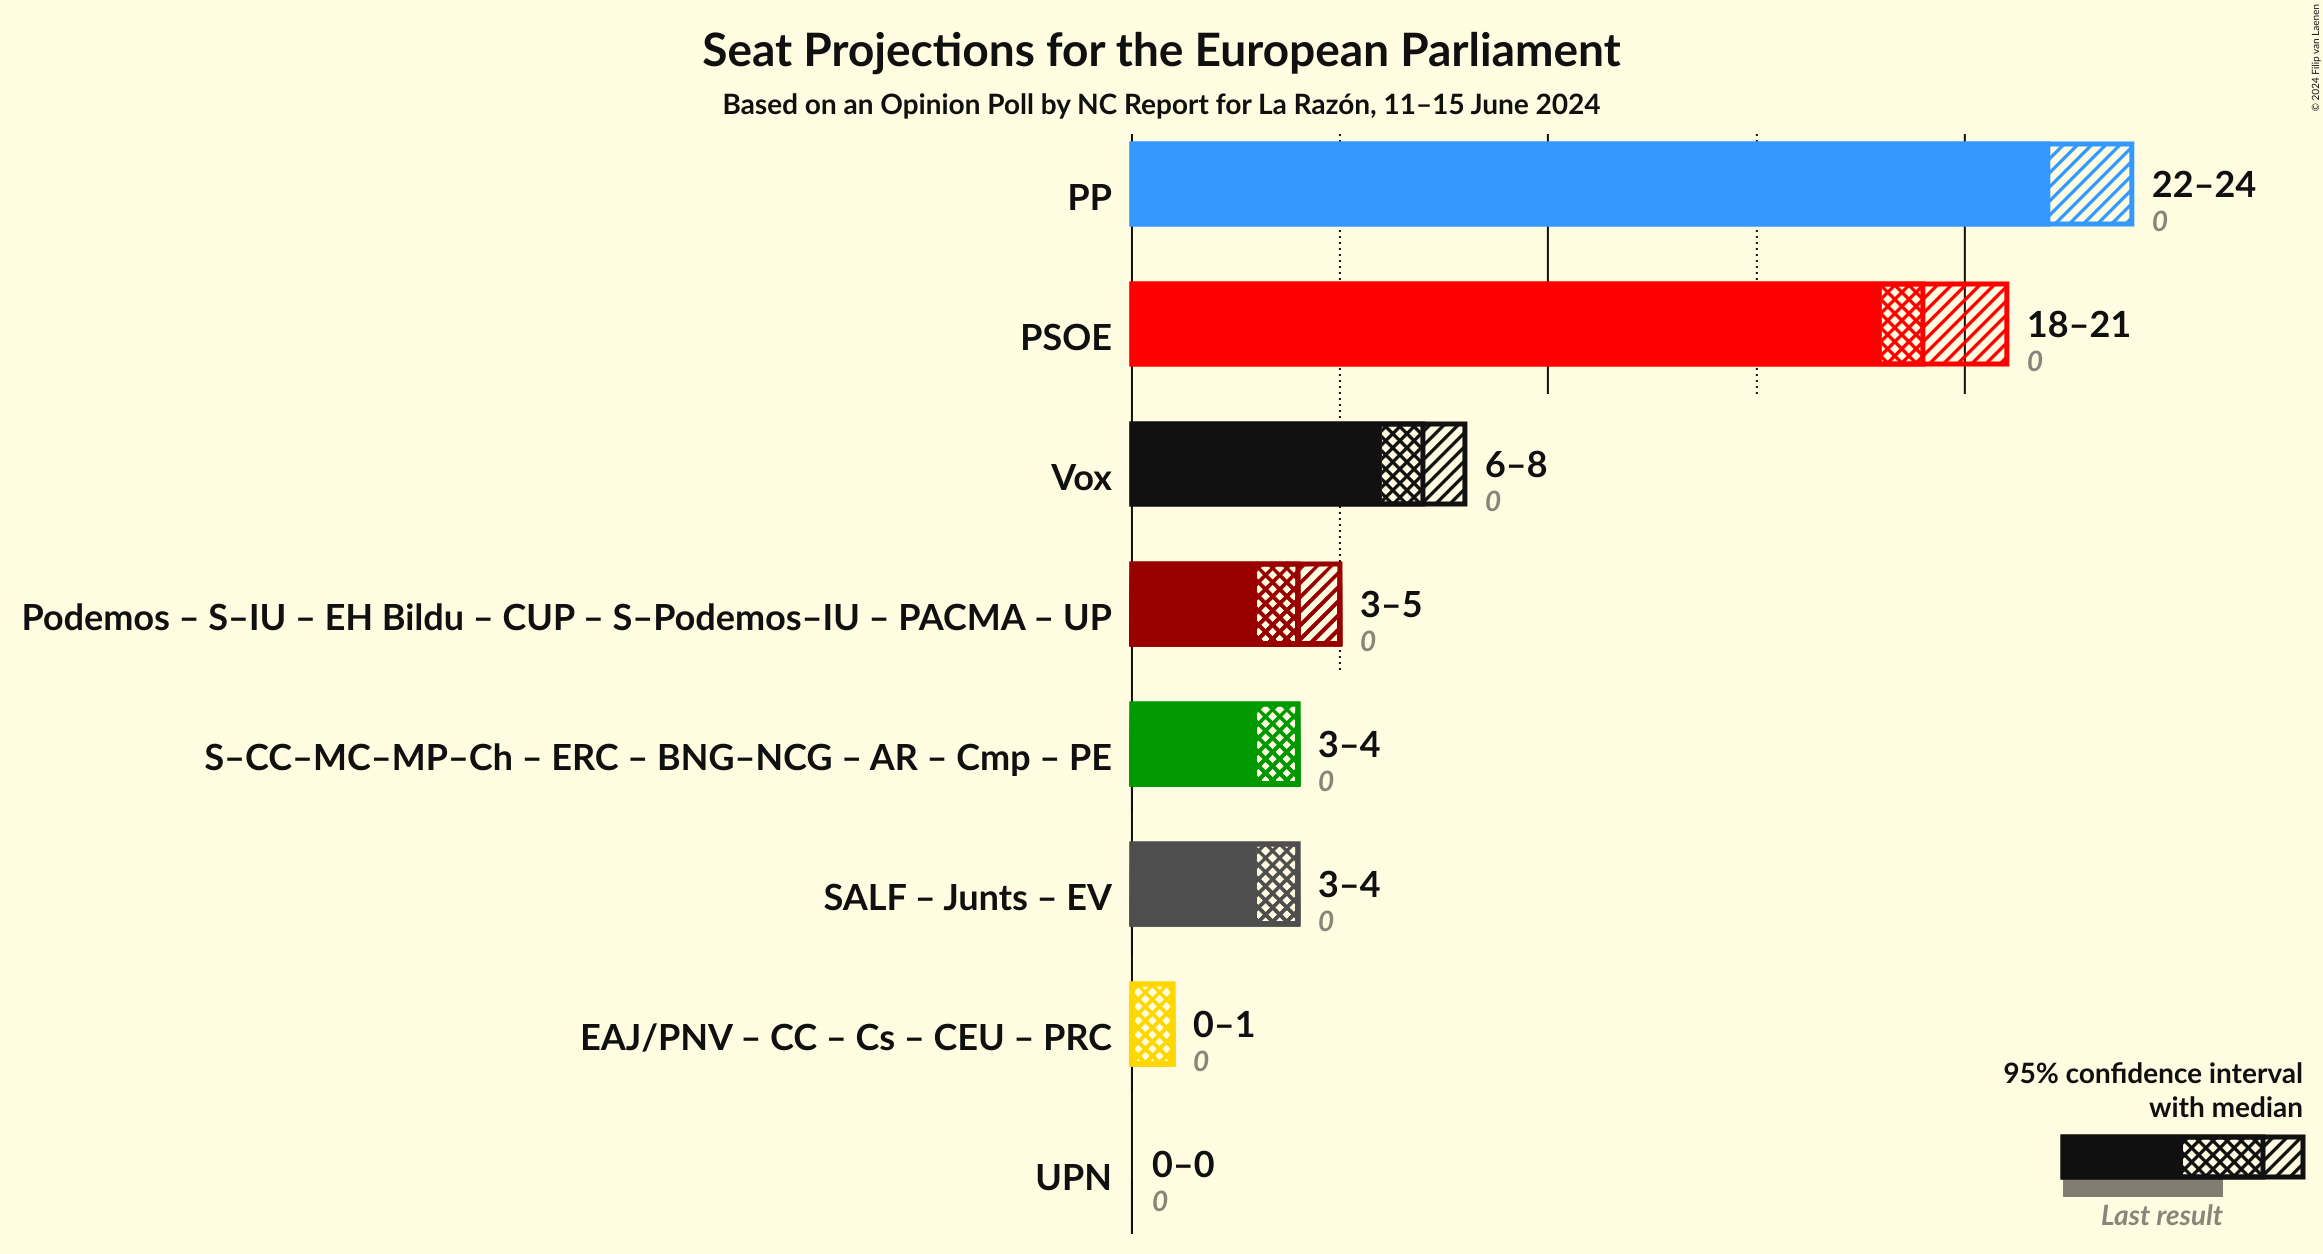 Seat Projections for the European Parliament
Based on an Opinion Poll by NC Report for La Razón, 11–15 June 2024
© 2024 Filip van Laenen
PP
22–24
0
PSOE
18–21
0
Vox
6–8
0
Podemos – S–IU – EH Bildu – CUP – S–Podemos–IU – PACMA – UP
3–5
0
S–CC–MC–MP–Ch – ERC – BNG–NCG – AR – Cmp – PE
3–4
0
SALF – Junts – EV
3–4
0
EAJ/PNV – CC – Cs – CEU – PRC
0–1
0
UPN
0–0
0
95% confidence interval
with median
Last result